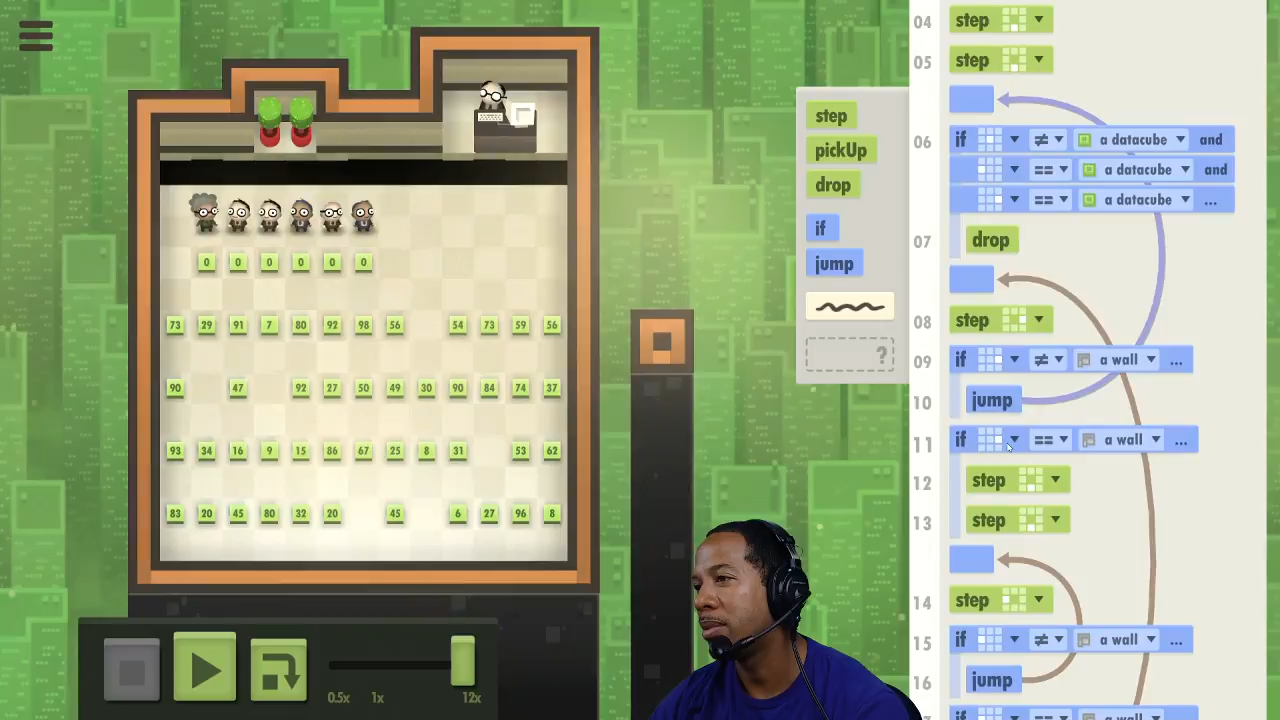 04 step
05 step
06 if ≠ a datacube and
== a datacube and
== a datacube ...
07 drop
08 step
09 if ≠ a wall ...
10 jump
11 if == a wall ...
12 step
13 step
14 step
15 if ≠ a wall ...
16 jump
step
pickUp
drop
if
jump
?
0 0 0 0 0 0
73 29 91 7 80 92 98 56 54 73 59 56
90 47 92 27 50 49 30 90 84 74 37
93 34 16 9 15 86 67 25 8 31 53 62
83 20 45 80 32 20 45 6 27 96 8
0.5x 1x 12x